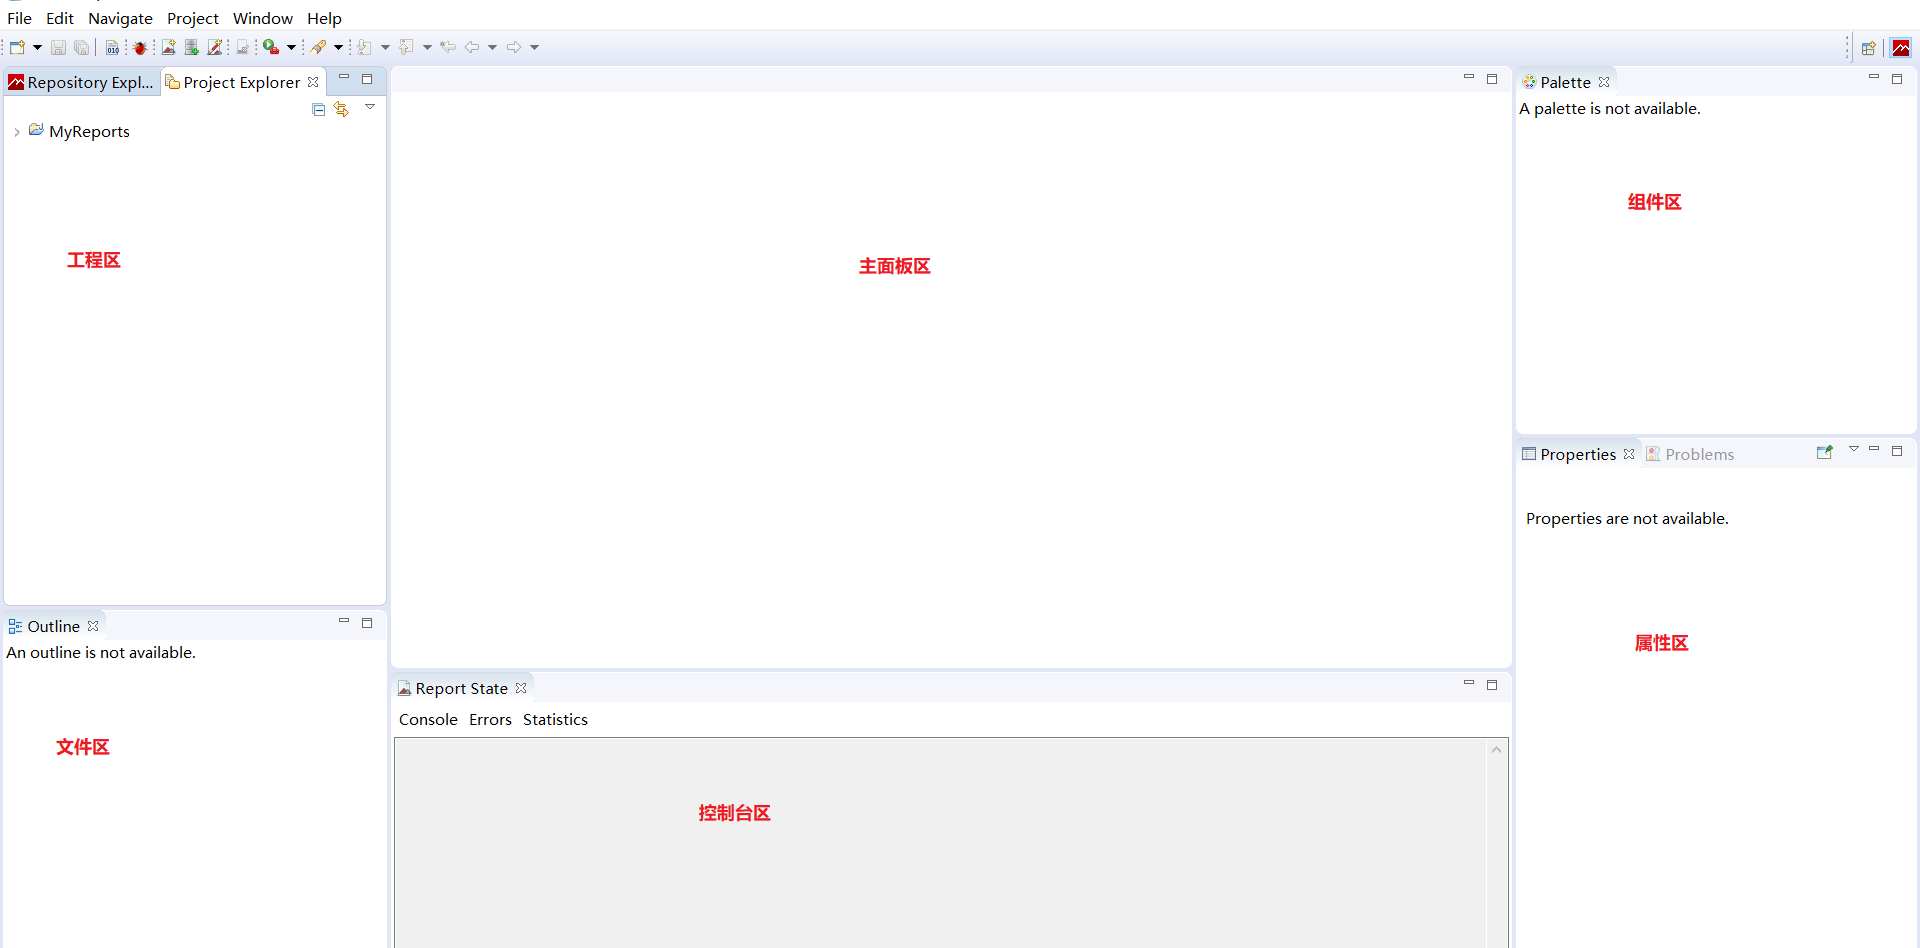 File Edit Navigate Project Window Help
Repository Expl... Project Explorer
MyReports
工程区
Outline
An outline is not available.
文件区
主面板区
Report State
Console Errors Statistics
控制台区
Palette
A palette is not available.
组件区
Properties Problems
Properties are not available.
属性区